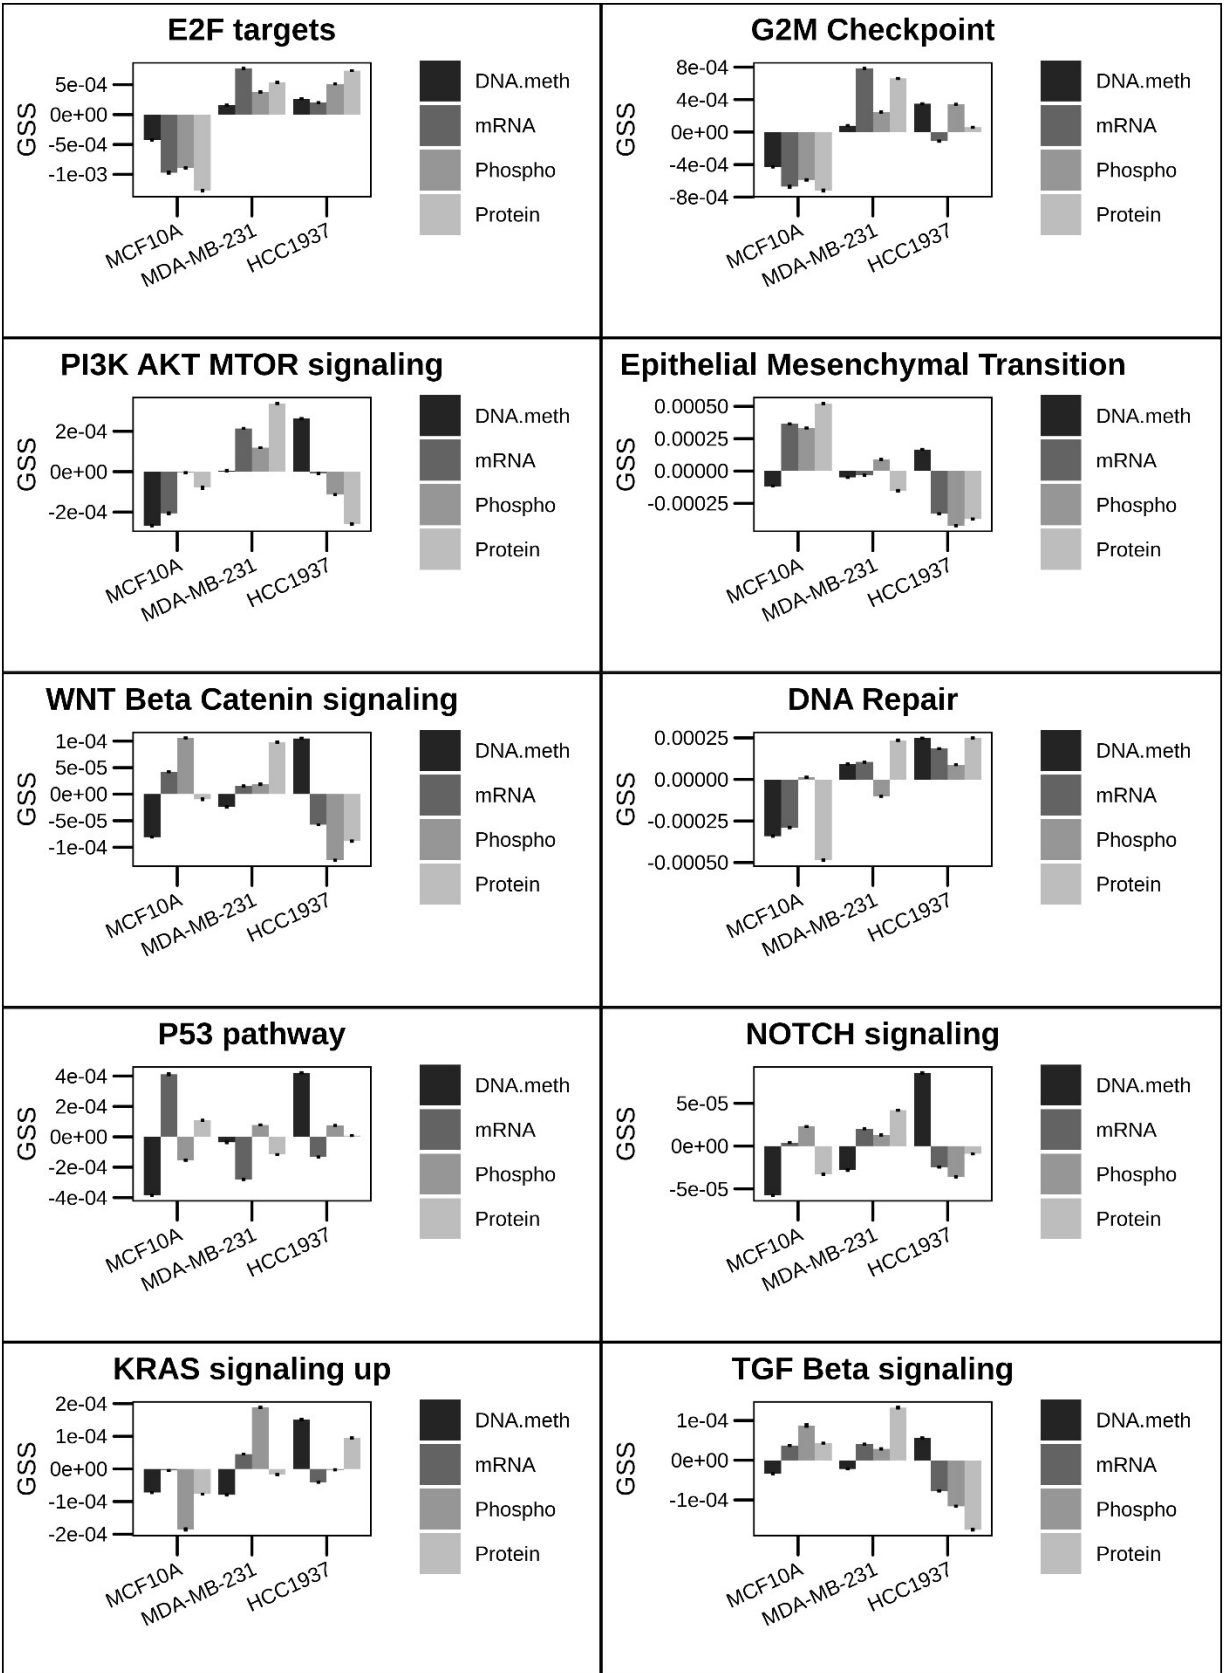 E2F targets
GSS
5e-04
0e+00
-5e-04
-1e-03
MCF10A
MDA-MB-231
HCC1937
DNA.meth
mRNA
Phospho
Protein
G2M Checkpoint
GSS
8e-04
4e-04
0e+00
-4e-04
-8e-04
MCF10A
MDA-MB-231
HCC1937
DNA.meth
mRNA
Phospho
Protein
PI3K AKT MTOR signaling
GSS
2e-04
0e+00
-2e-04
MCF10A
MDA-MB-231
HCC1937
DNA.meth
mRNA
Phospho
Protein
Epithelial Mesenchymal Transition
GSS
0.00050
0.00025
0.00000
-0.00025
MCF10A
MDA-MB-231
HCC1937
DNA.meth
mRNA
Phospho
Protein
WNT Beta Catenin signaling
GSS
1e-04
5e-05
0e+00
-5e-05
-1e-04
MCF10A
MDA-MB-231
HCC1937
DNA.meth
mRNA
Phospho
Protein
DNA Repair
GSS
0.00025
0.00000
-0.00025
-0.00050
MCF10A
MDA-MB-231
HCC1937
DNA.meth
mRNA
Phospho
Protein
P53 pathway
GSS
4e-04
2e-04
0e+00
-2e-04
-4e-04
MCF10A
MDA-MB-231
HCC1937
DNA.meth
mRNA
Phospho
Protein
NOTCH signaling
GSS
5e-05
0e+00
-5e-05
MCF10A
MDA-MB-231
HCC1937
DNA.meth
mRNA
Phospho
Protein
KRAS signaling up
GSS
2e-04
1e-04
0e+00
-1e-04
-2e-04
MCF10A
MDA-MB-231
HCC1937
DNA.meth
mRNA
Phospho
Protein
TGF Beta signaling
GSS
1e-04
0e+00
-1e-04
MCF10A
MDA-MB-231
HCC1937
DNA.meth
mRNA
Phospho
Protein